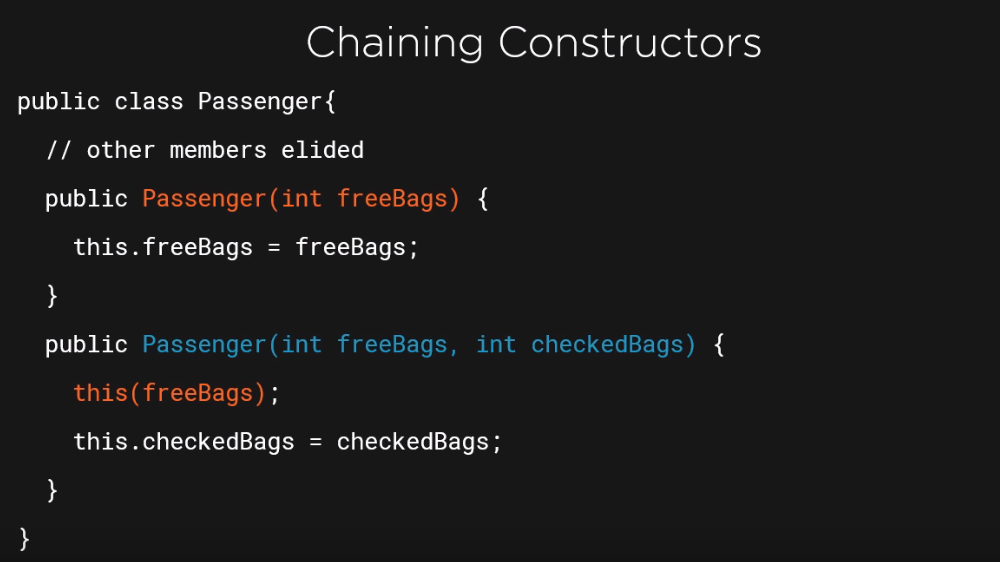 Chaining Constructors
public class Passenger{
// other members elided
public Passenger(int freeBags) {
this.freeBags = freeBags;
}
public Passenger(int freeBags, int checkedBags) {
this(freeBags);
this.checkedBags = checkedBags;
}
}